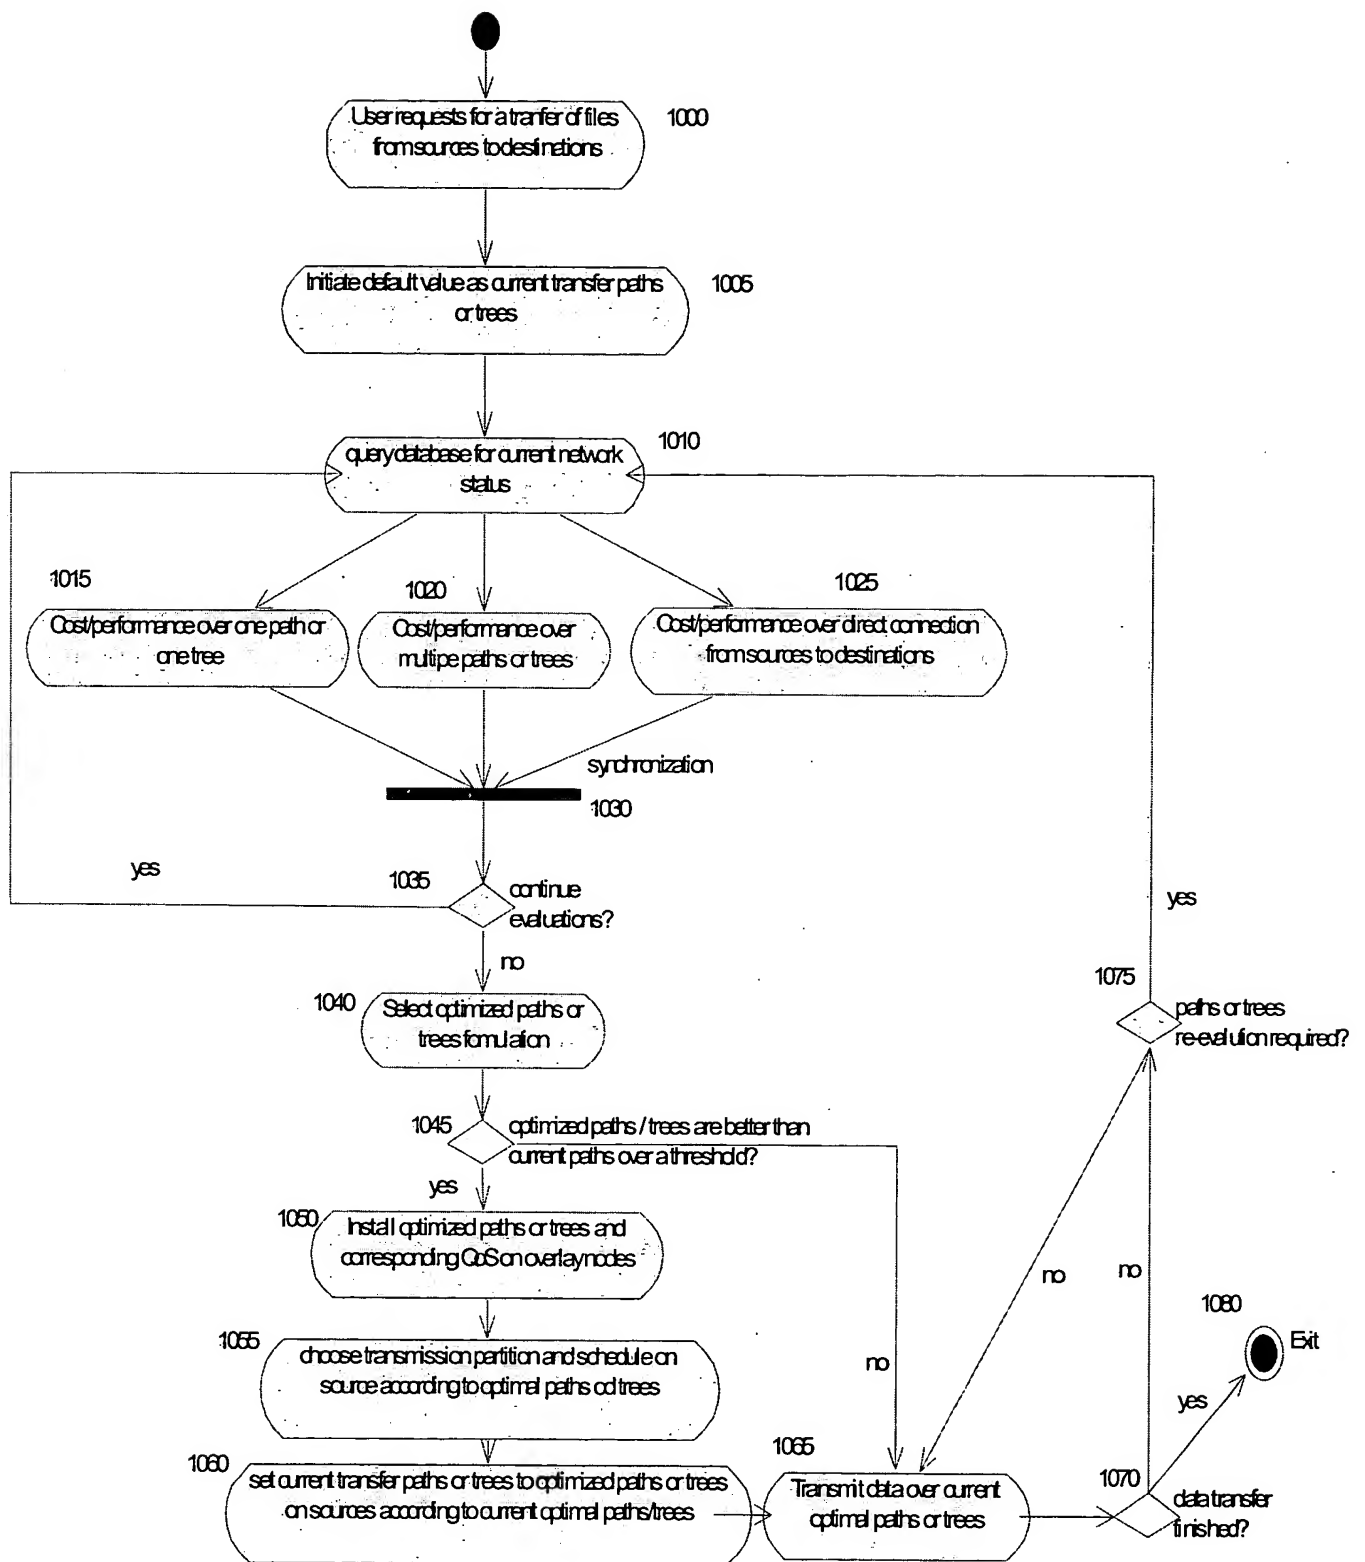 User requests for a tranfer of files
from sources to destinations
1000
Initiate default value as current transfer paths
or trees
1005
query database for current network
status
1010
1015
Cost/performance over one path or
one tree
1020
Cost/performance over
multipe paths or trees
1025
Cost/performance over direct connection
from sources to destinations
synchronization
1030
yes
1035
continue
evaluations?
no
1040
Select optimized paths or
trees fomulation
yes
1075
paths or trees
re-evalution required?
1045
optimized paths / trees are better than
current paths over a threshold?
yes
1050
Install optimized paths or trees and
corresponding QoS on overlay nodes
no
no
1080
Exit
1055
choose transmission partition and schedule on
source according to optimal paths od trees
no
yes
1060
set current transfer paths or trees to optimized paths or trees
on sources according to current optimal paths/trees
1065
Transmit data over current
optimal paths or trees
1070
data transfer
finished?